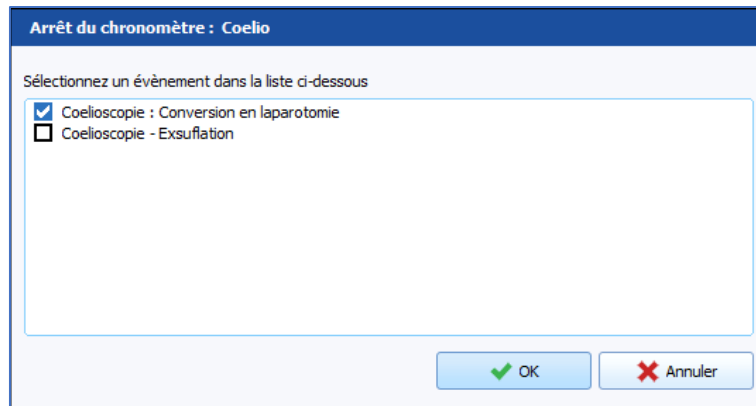 Arrêt du chronomètre : Coelio
Sélectionnez un évènement dans la liste ci-dessous
Coelioscopie : Conversion en laparotomie
Coelioscopie - Exsuflation
OK Annuler